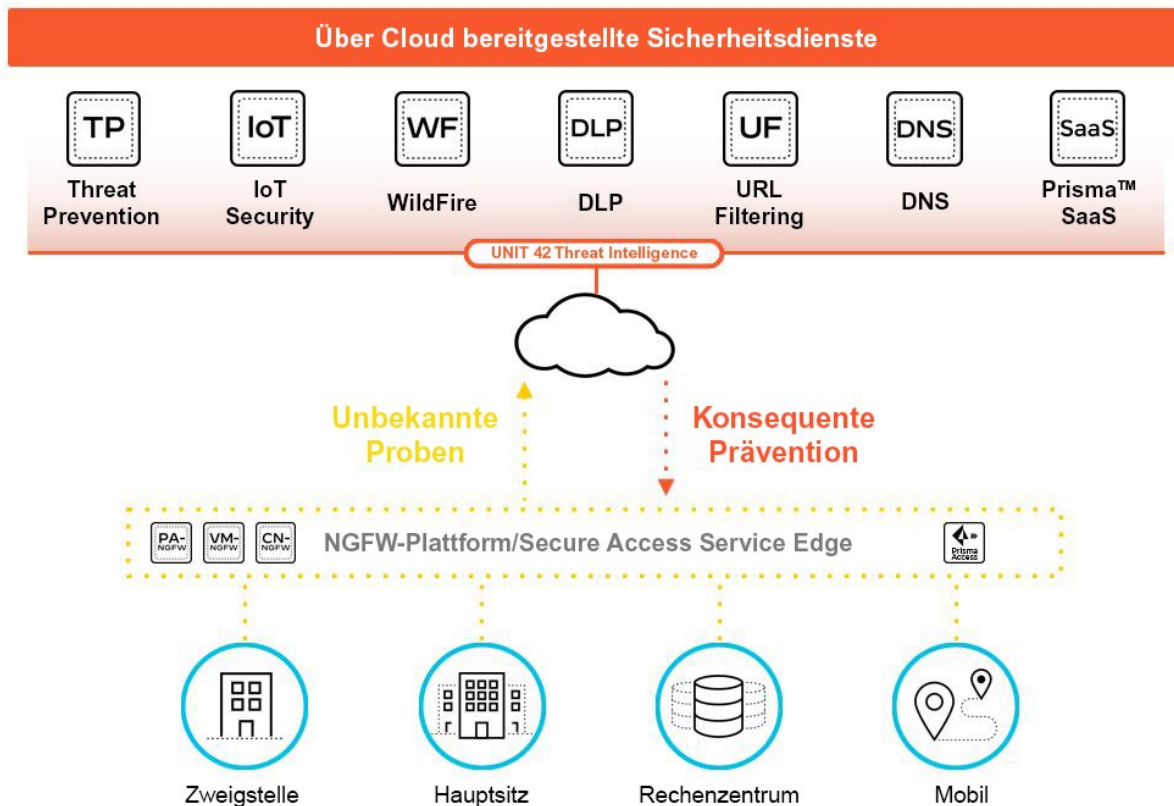 Über Cloud bereitgestellte Sicherheitsdienste
TP
IoT
WF
DLP
UF
DNS
SaaS
Threat
Prevention
IoT
Security
WildFire
DLP
URL
Filtering
DNS
Prisma™
SaaS
UNIT 42 Threat Intelligence
Unbekannte
Proben
Konsequente
Prävention
PA-
NGFW
VM-
NGFW
CN-
NGFW
NGFW-Plattform/Secure Access Service Edge
Prisma
Access
Zweigstelle
Hauptsitz
Rechenzentrum
Mobil